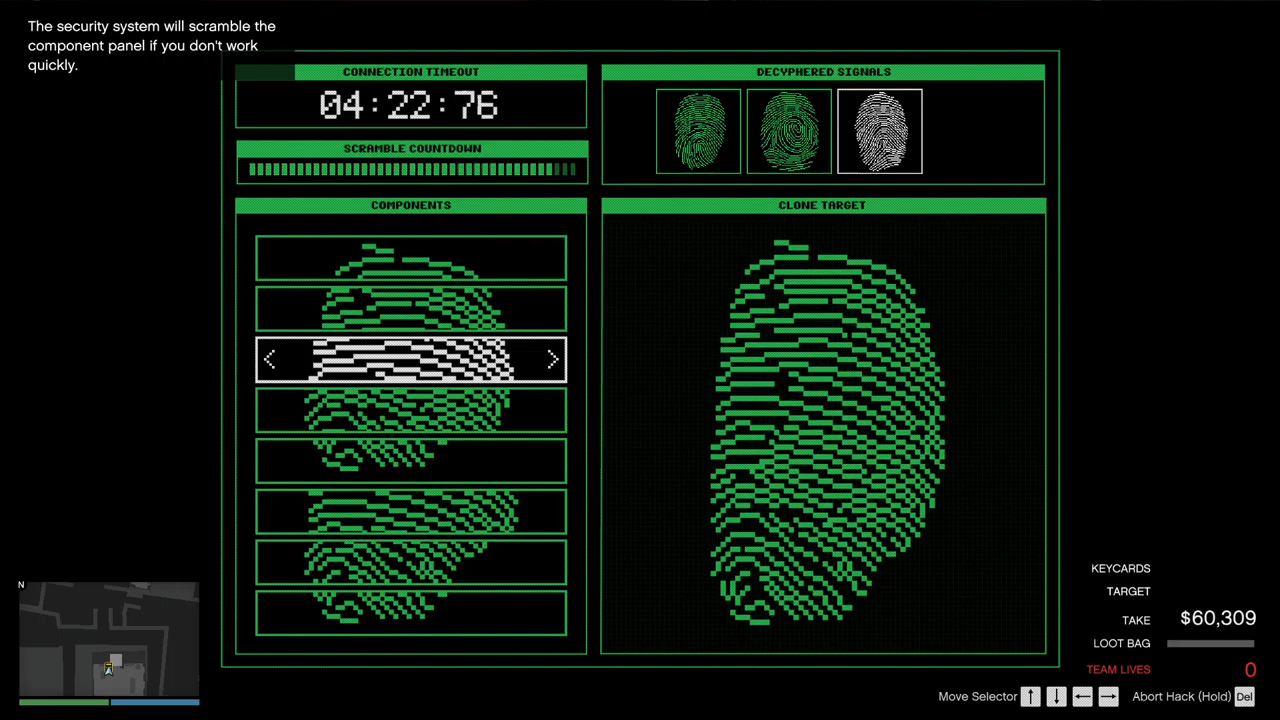 The security system will scramble the
component panel if you don't work
quickly.
CONNECTION TIMEOUT
04:22:76
SCRAMBLE COUNTDOWN
COMPONENTS
DECYPHERED SIGNALS
CLONE TARGET
N
KEYCARDS
TARGET
TAKE $60,309
LOOT BAG
TEAM LIVES 0
Move Selector ↑ ↓ ← → Abort Hack (Hold) Del